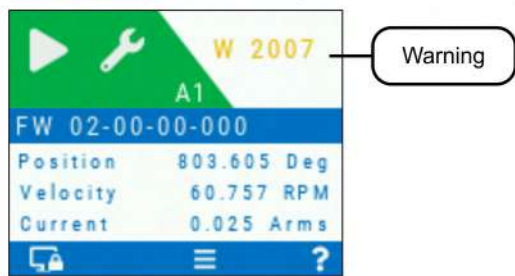 W 2007
Warning
A1
FW 02-00-00-000
Position 803.605 Deg
Velocity 60.757 RPM
Current 0.025 Arms
?